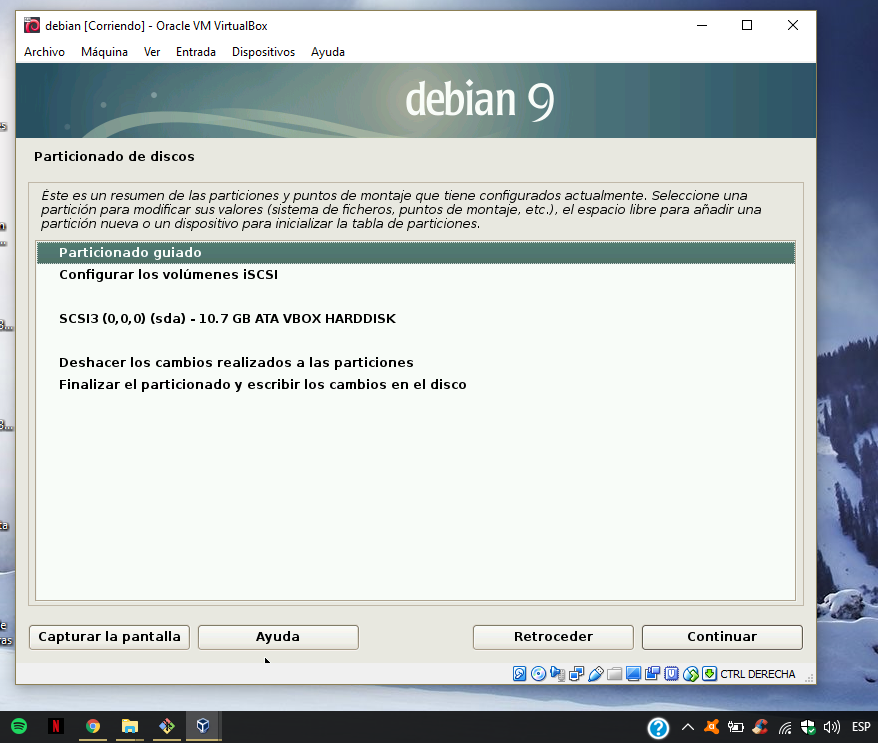 debian [Corriendo] - Oracle VM VirtualBox
Archivo Máquina Ver Entrada Dispositivos Ayuda
debian 9
Particionado de discos
Éste es un resumen de las particiones y puntos de montaje que tiene configurados actualmente. Seleccione una
partición para modificar sus valores (sistema de ficheros, puntos de montaje, etc.), el espacio libre para añadir una
partición nueva o un dispositivo para inicializar la tabla de particiones.
Particionado guiado
Configurar los volúmenes iSCSI
SCSI3 (0,0,0) (sda) - 10.7 GB ATA VBOX HARDDISK
Deshacer los cambios realizados a las particiones
Finalizar el particionado y escribir los cambios en el disco
Capturar la pantalla Ayuda Retroceder Continuar
CTRL DERECHA
ESP